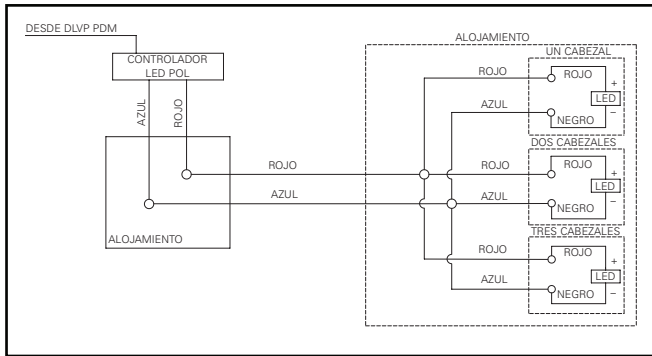 DESDE DLVP PDM
CONTROLADOR
LED POL
AZUL
ROJO
ALOJAMIENTO
ROJO
AZUL
ALOJAMIENTO
UN CABEZAL
ROJO
ROJO
+
LED
AZUL
–
NEGRO
DOS CABEZALES
ROJO
ROJO
+
LED
AZUL
–
NEGRO
TRES CABEZALES
ROJO
ROJO
+
LED
AZUL
–
NEGRO